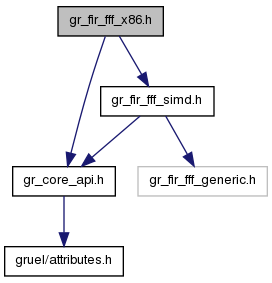 gr_fir_fff_x86.h
gr_fir_fff_simd.h
gr_core_api.h
gr_fir_fff_generic.h
gruel/attributes.h